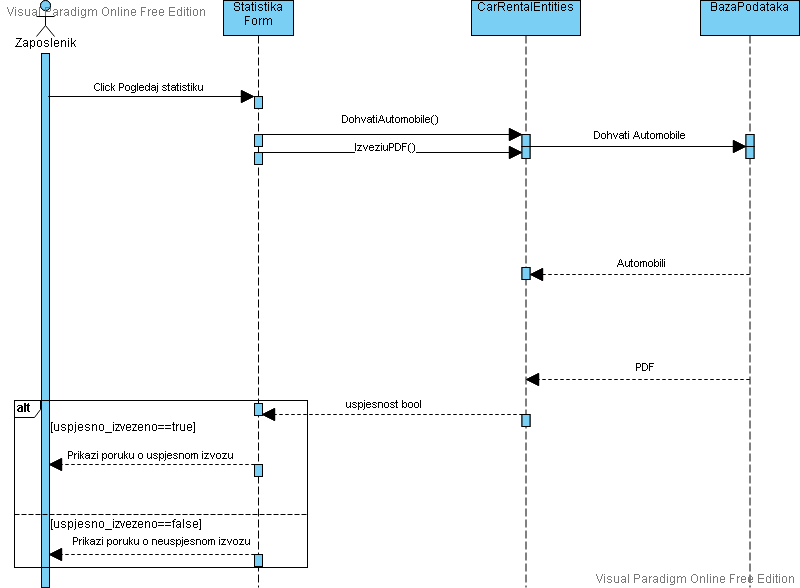 Visual Paradigm Online Free Edition
Zaposlenik
Statistika
Form
CarRentalEntities
BazaPodataka
Click Pogledaj statistiku
DohvatiAutomobile()
IzveziuPDF()
Dohvati Automobile
Automobili
PDF
uspjesnost bool
alt
[uspjesno_izvezeno==true]
Prikazi poruku o uspjesnom izvozu
[uspjesno_izvezeno==false]
Prikazi poruku o neuspjesnom izvozu
Visual Paradigm Online Free Edition